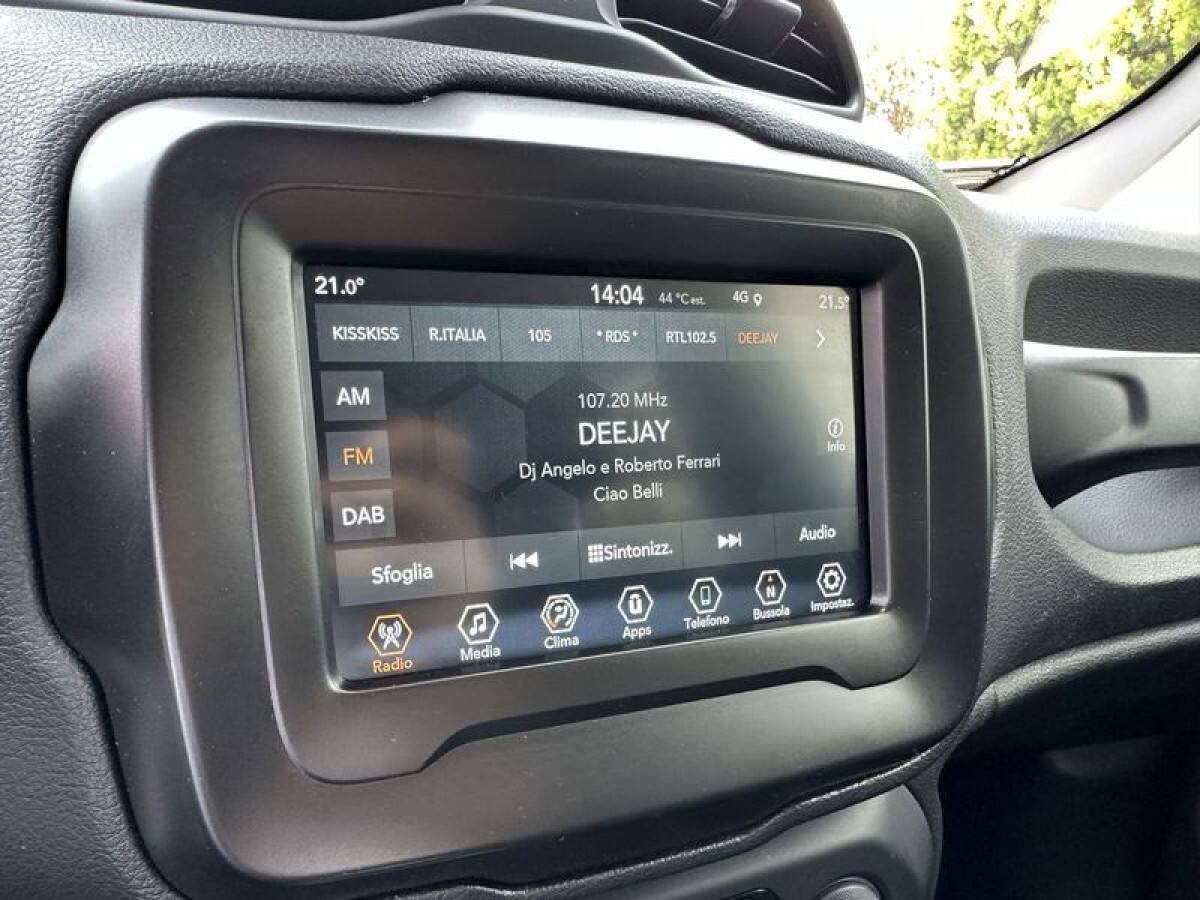 21.0° 14:04 44 °C est. 4G 21.5°
KISSKISS R.ITALIA 105 *RDS* RTL102.5 DEEJAY
AM
107.20 MHz
DEEJAY
FM
Info
Dj Angelo e Roberto Ferrari
Ciao Belli
DAB
Sfoglia Sintonizz. Audio
Radio Media Clima Apps Telefono N Bussola Impostaz.